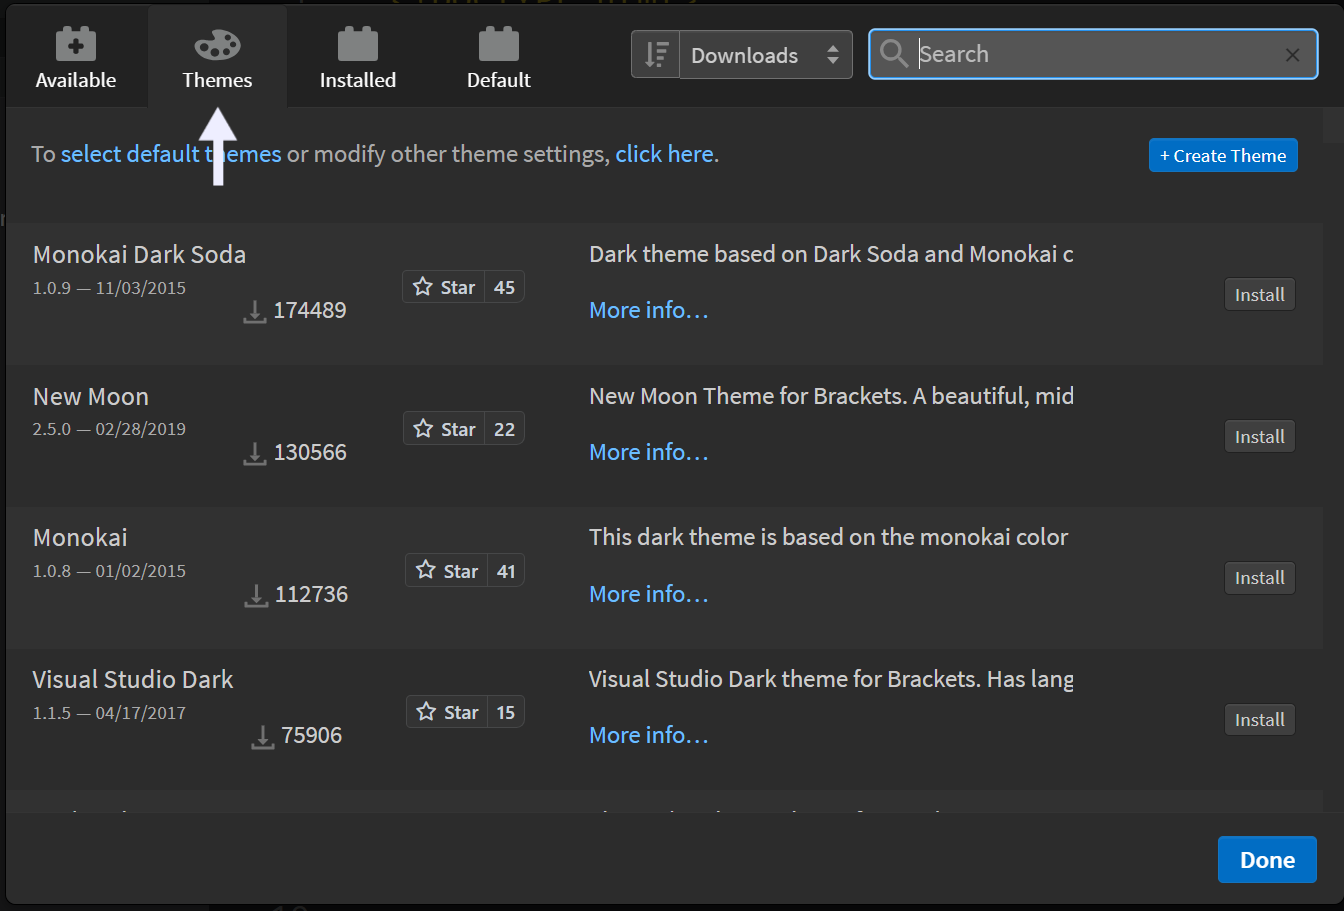 Available
Themes
Installed
Default
Downloads
Search
To select default themes or modify other theme settings, click here.
+ Create Theme
Monokai Dark Soda
1.0.9 — 11/03/2015
174489
Star 45
Dark theme based on Dark Soda and Monokai c
More info…
Install
New Moon
2.5.0 — 02/28/2019
130566
Star 22
New Moon Theme for Brackets. A beautiful, mid
More info…
Install
Monokai
1.0.8 — 01/02/2015
112736
Star 41
This dark theme is based on the monokai color
More info…
Install
Visual Studio Dark
1.1.5 — 04/17/2017
75906
Star 15
Visual Studio Dark theme for Brackets. Has lang
More info…
Install
Done